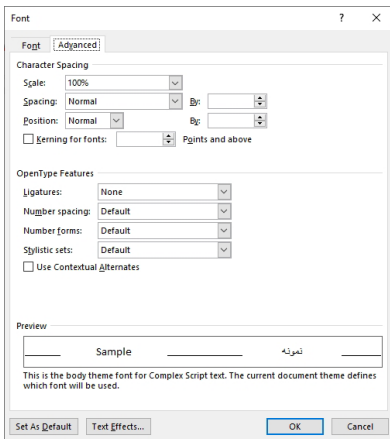 Font ? ×
Font Advanced
Character Spacing
Scale: 100%
Spacing: Normal By:
Position: Normal By:
Kerning for fonts: Points and above
OpenType Features
Ligatures: None
Number spacing: Default
Number forms: Default
Stylistic sets: Default
Use Contextual Alternates
Preview
Sample نمونه
This is the body theme font for Complex Script text. The current document theme defines
which font will be used.
Set As Default Text Effects... OK Cancel